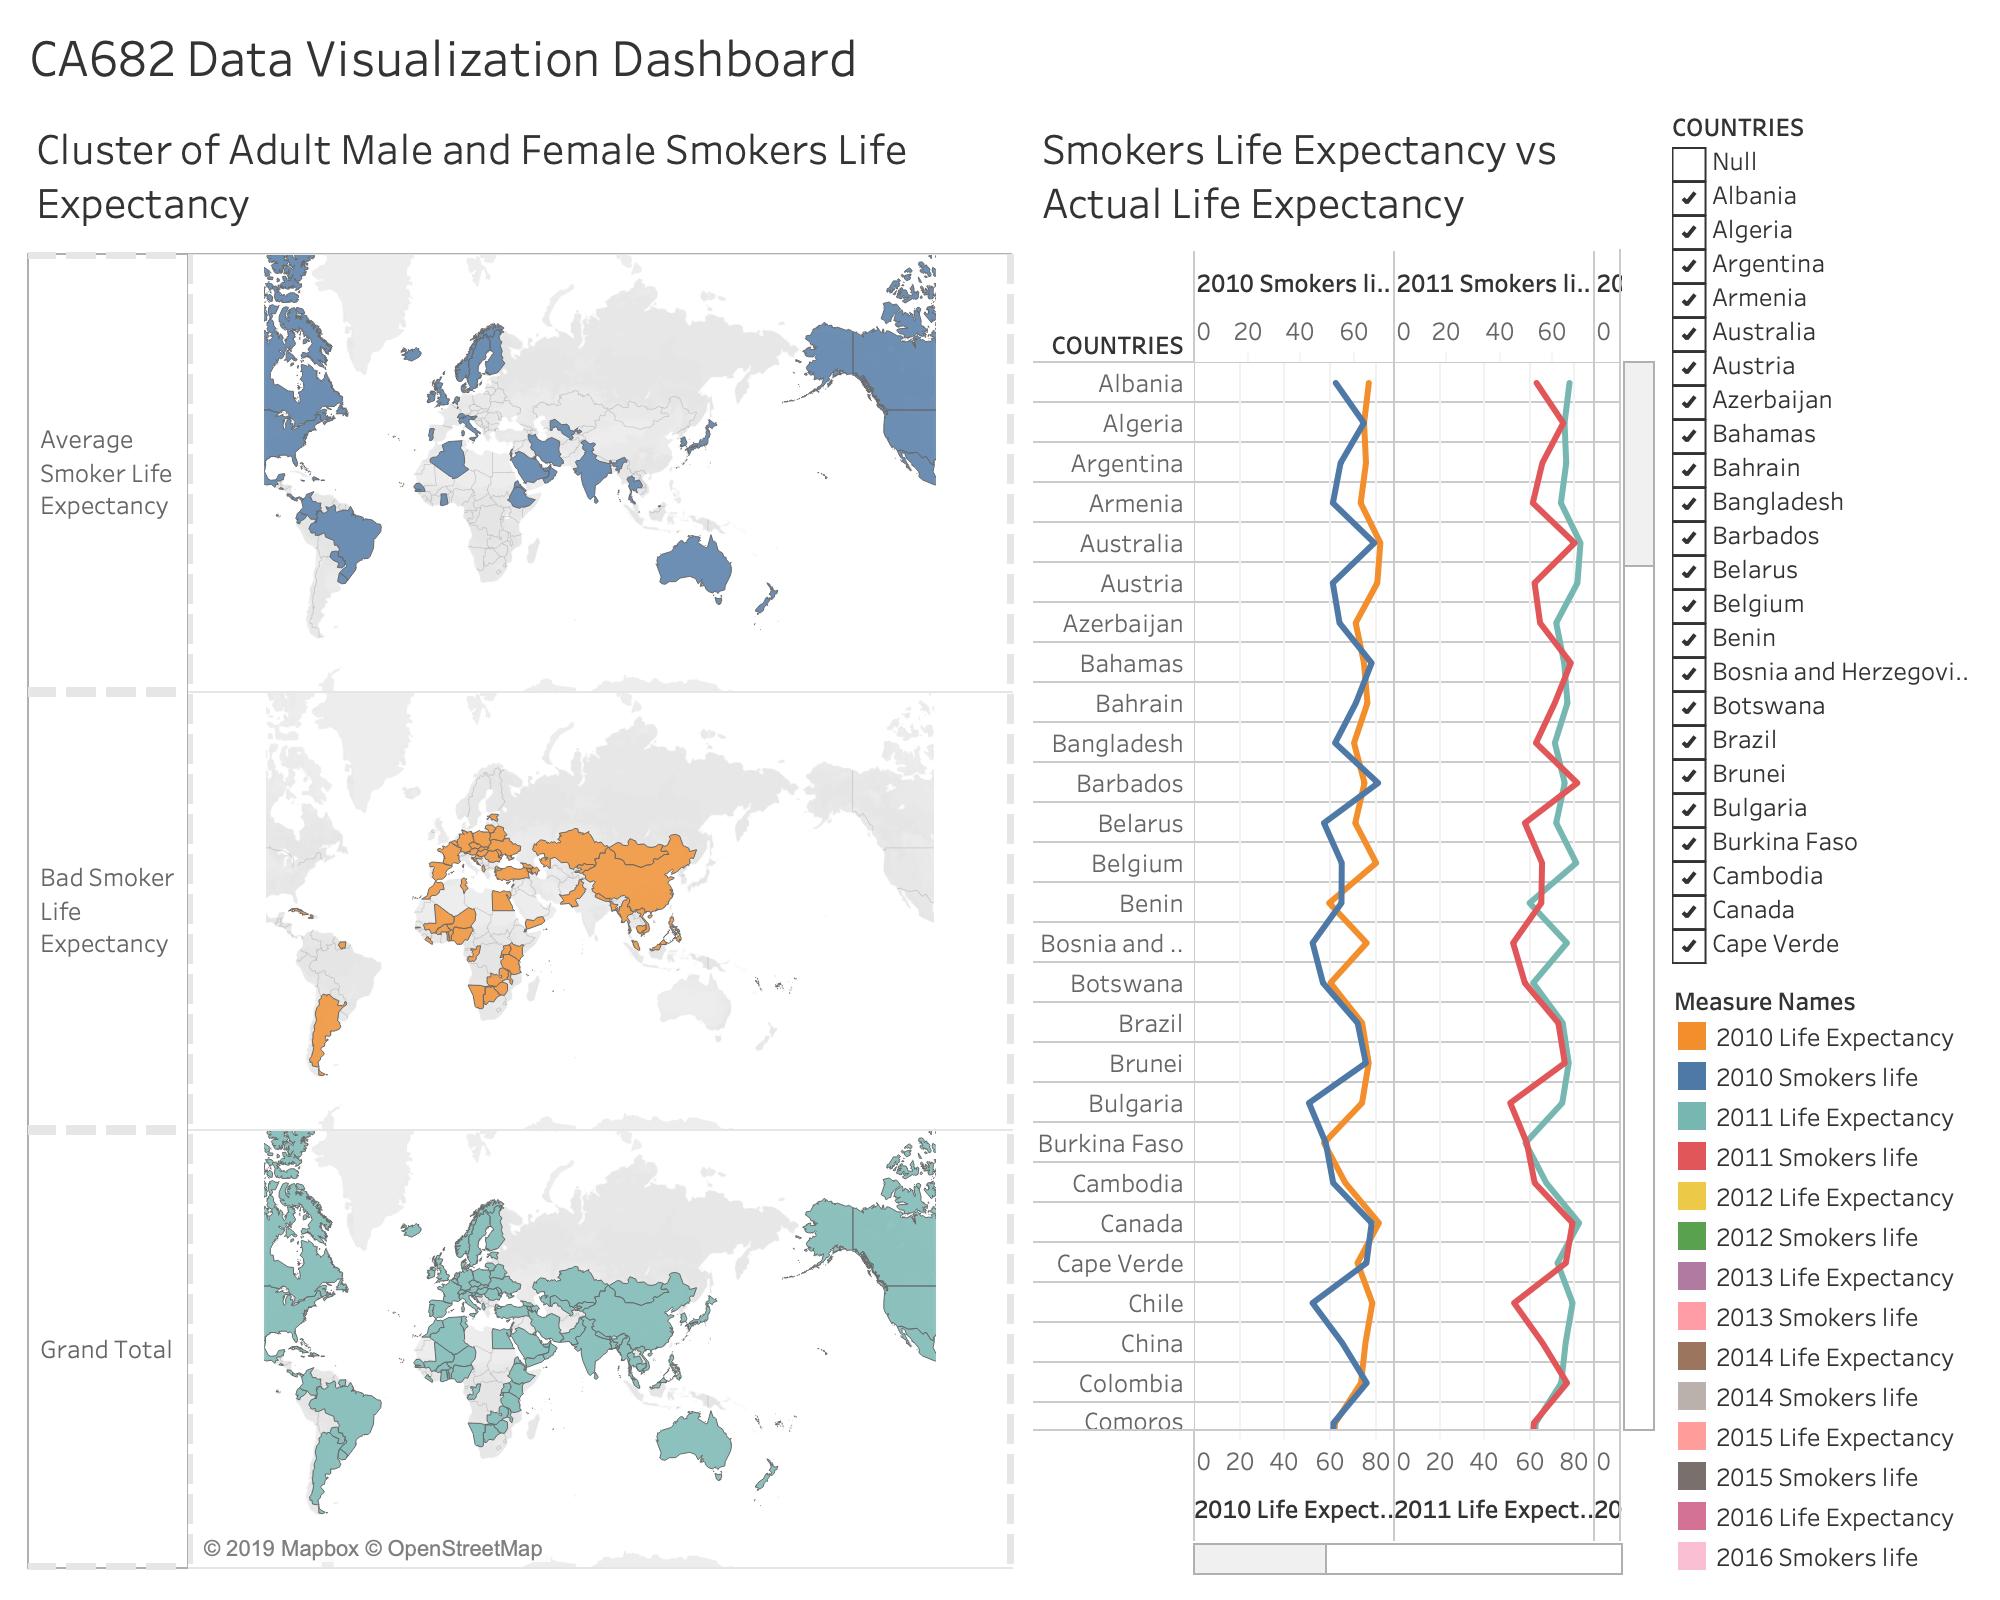 CA682 Data Visualization Dashboard
Cluster of Adult Male and Female Smokers Life
Expectancy
Average
Smoker Life
Expectancy
Bad Smoker
Life
Expectancy
Grand Total
© 2019 Mapbox © OpenStreetMap
Smokers Life Expectancy vs
Actual Life Expectancy
2010 Smokers li.. 2011 Smokers li.. 20
0 20 40 60 0 20 40 60 0
COUNTRIES
Albania
Algeria
Argentina
Armenia
Australia
Austria
Azerbaijan
Bahamas
Bahrain
Bangladesh
Barbados
Belarus
Belgium
Benin
Bosnia and ..
Botswana
Brazil
Brunei
Bulgaria
Burkina Faso
Cambodia
Canada
Cape Verde
Chile
China
Colombia
Comoros
0 20 40 60 80 0 20 40 60 80 0
2010 Life Expect.. 2011 Life Expect.. 20
COUNTRIES
Null
Albania
Algeria
Argentina
Armenia
Australia
Austria
Azerbaijan
Bahamas
Bahrain
Bangladesh
Barbados
Belarus
Belgium
Benin
Bosnia and Herzegovi..
Botswana
Brazil
Brunei
Bulgaria
Burkina Faso
Cambodia
Canada
Cape Verde
Measure Names
2010 Life Expectancy
2010 Smokers life
2011 Life Expectancy
2011 Smokers life
2012 Life Expectancy
2012 Smokers life
2013 Life Expectancy
2013 Smokers life
2014 Life Expectancy
2014 Smokers life
2015 Life Expectancy
2015 Smokers life
2016 Life Expectancy
2016 Smokers life